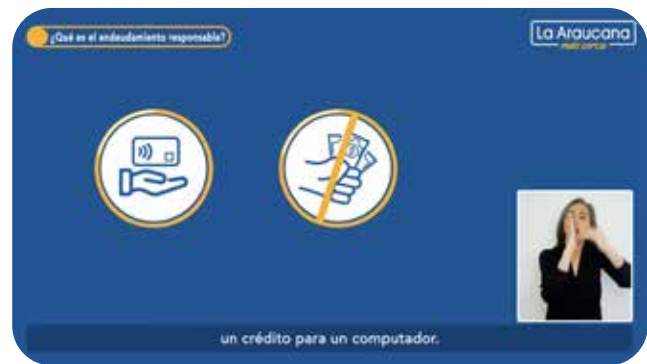 ¿Qué es el endeudamiento responsable?
La Araucana
más cerca
un crédito para un computador.